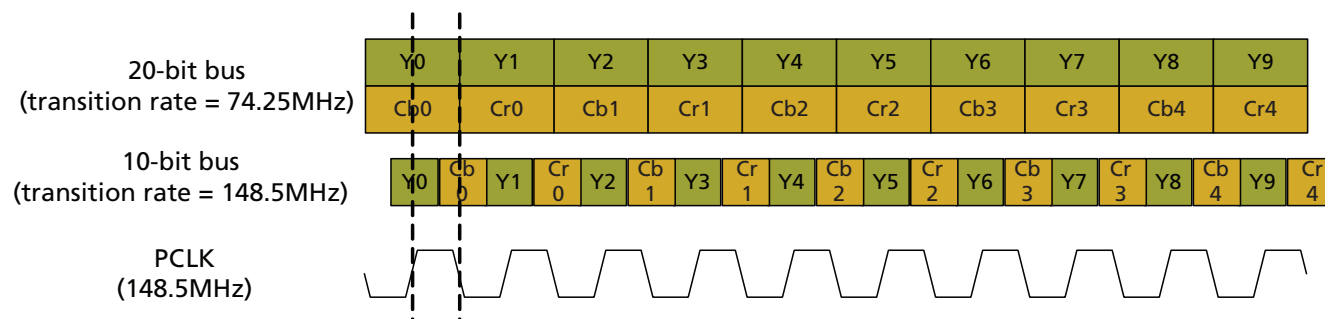 20-bit bus
(transition rate = 74.25MHz)
Y0 Y1 Y2 Y3 Y4 Y5 Y6 Y7 Y8 Y9
Cb0 Cr0 Cb1 Cr1 Cb2 Cr2 Cb3 Cr3 Cb4 Cr4
10-bit bus
(transition rate = 148.5MHz)
Y0 Cb 0 Y1 Cr 0 Y2 Cb 1 Y3 Cr 1 Y4 Cb 2 Y5 Cr 2 Y6 Cb 3 Y7 Cr 3 Y8 Cb 4 Y9 Cr 4
PCLK
(148.5MHz)